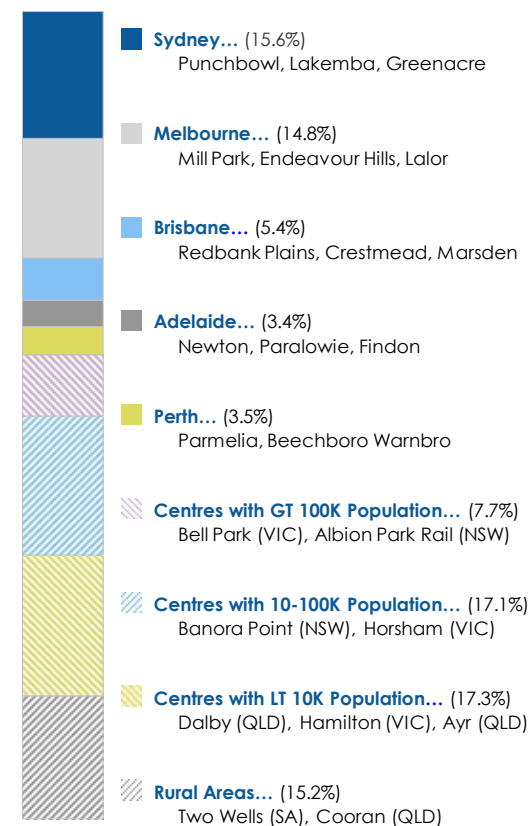 Sydney… (15.6%)
Punchbowl, Lakemba, Greenacre
Melbourne… (14.8%)
Mill Park, Endeavour Hills, Lalor
Brisbane… (5.4%)
Redbank Plains, Crestmead, Marsden
Adelaide… (3.4%)
Newton, Paralowie, Findon
Perth… (3.5%)
Parmelia, Beechboro Warnbro
Centres with GT 100K Population… (7.7%)
Bell Park (VIC), Albion Park Rail (NSW)
Centres with 10-100K Population… (17.1%)
Banora Point (NSW), Horsham (VIC)
Centres with LT 10K Population… (17.3%)
Dalby (QLD), Hamilton (VIC), Ayr (QLD)
Rural Areas… (15.2%)
Two Wells (SA), Cooran (QLD)